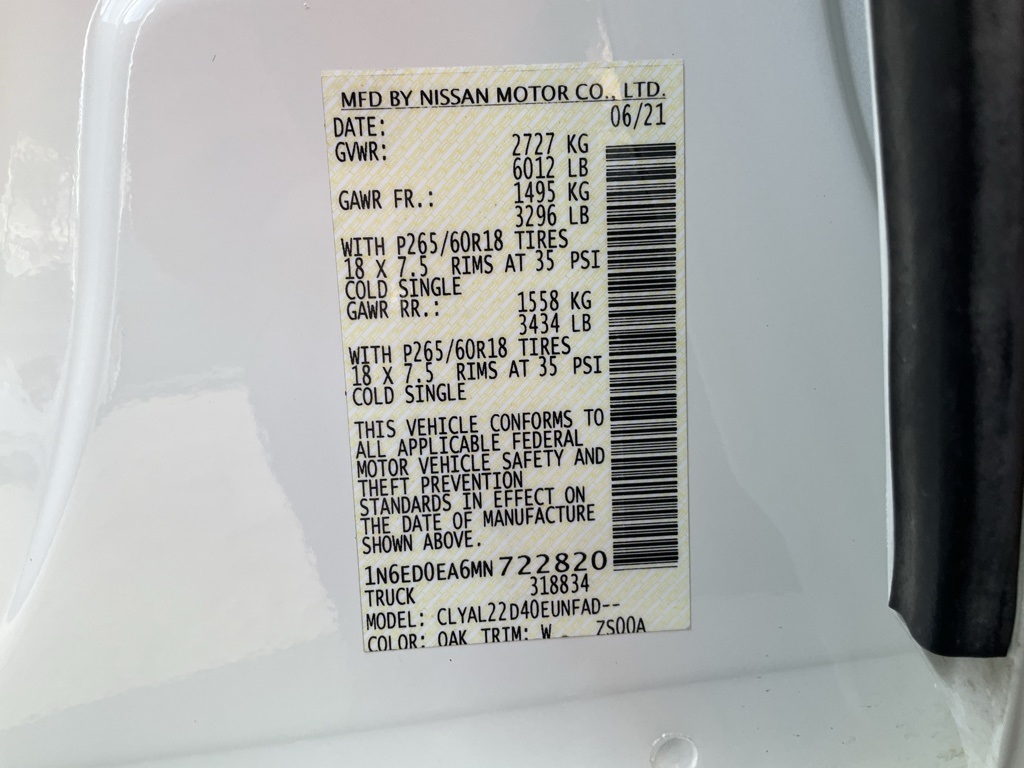 MFD BY NISSAN MOTOR CO., LTD.
DATE: 06/21
GVWR: 2727 KG
6012 LB
GAWR FR.: 1495 KG
3296 LB
WITH P265/60R18 TIRES
18 X 7.5 RIMS AT 35 PSI
COLD SINGLE
GAWR RR.: 1558 KG
3434 LB
WITH P265/60R18 TIRES
18 X 7.5 RIMS AT 35 PSI
COLD SINGLE
THIS VEHICLE CONFORMS TO
ALL APPLICABLE FEDERAL
MOTOR VEHICLE SAFETY AND
THEFT PREVENTION
STANDARDS IN EFFECT ON
THE DATE OF MANUFACTURE
SHOWN ABOVE.
1N6ED0EA6MN722820
TRUCK 318834
MODEL: CLYAL22D40EUNFAD--
COLOR: QAK TRIM: W ZS00A